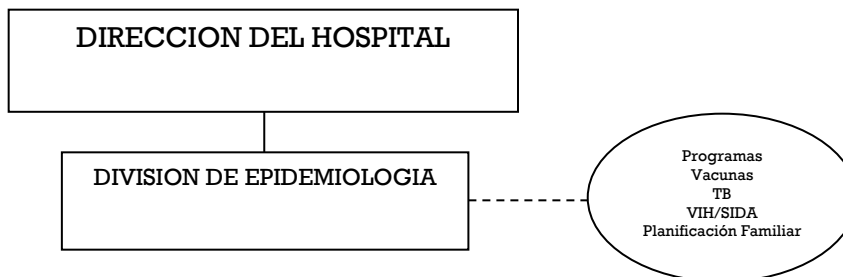 DIRECCION DEL HOSPITAL
DIVISION DE EPIDEMIOLOGIA
Programas
Vacunas
TB
VIH/SIDA
Planificación Familiar